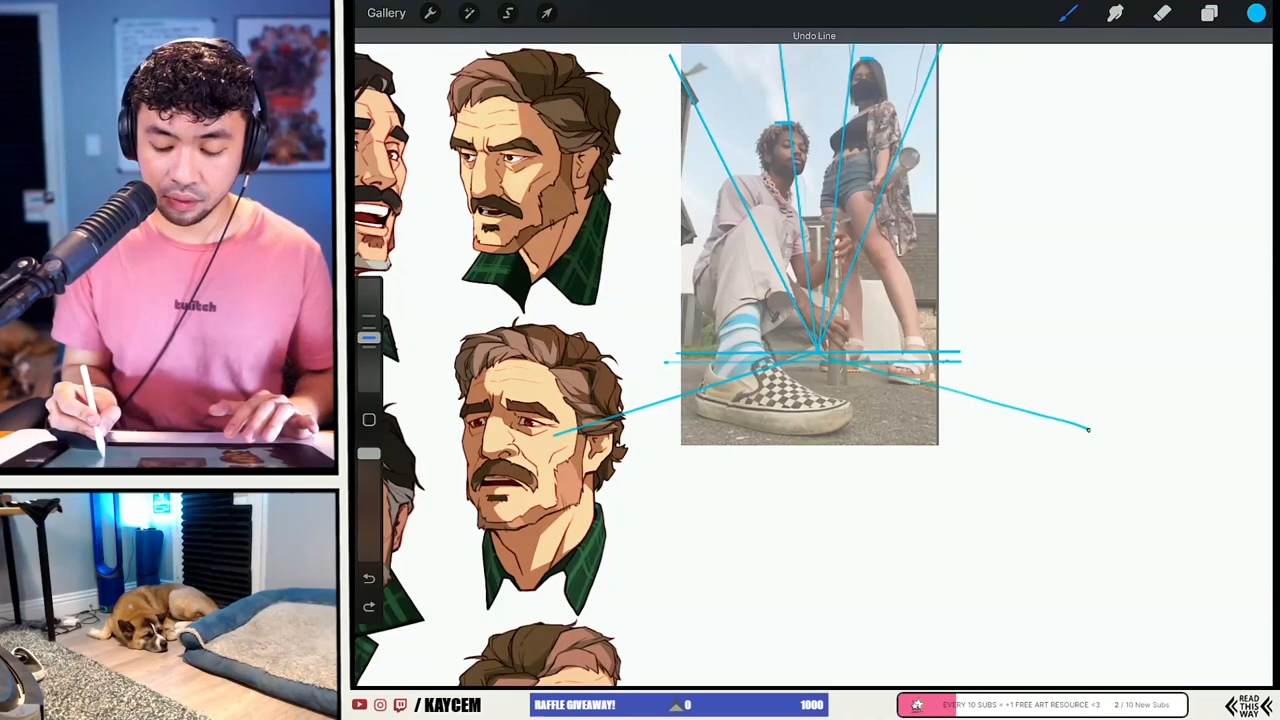 Gallery
Undo Line
twitch
/ KAYCEM
RAFFLE GIVEAWAY!
0
1000
EVERY 10 SUBS = +1 FREE ART RESOURCE <3
2 / 10 New Subs
READ
THIS
WAY